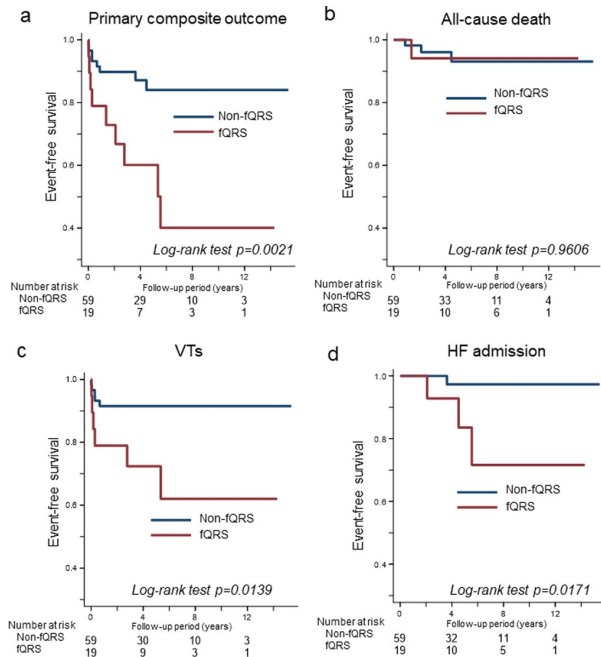 a
Primary composite outcome
1.0
0.8
0.6
0.4
Event-free survival
Non-fQRS
fQRS
Log-rank test p=0.0021
0 4 8 12
Follow-up period (years)
Number at risk
Non-fQRS 59 29 10 3
fQRS 19 7 3 1
b
All-cause death
1.0
0.8
0.6
0.4
Event-free survival
Non-fQRS
fQRS
Log-rank test p=0.9606
0 4 8 12
Follow-up period (years)
Number at risk
Non-fQRS 59 33 11 4
fQRS 19 10 6 1
c
VTs
1.0
0.8
0.6
0.4
Event-free survival
Non-fQRS
fQRS
Log-rank test p=0.0139
0 4 8 12
Follow-up period (years)
Number at risk
Non-fQRS 59 30 10 3
fQRS 19 9 3 1
d
HF admission
1.0
0.8
0.6
0.4
Event-free survival
Non-fQRS
fQRS
Log-rank test p=0.0171
0 4 8 12
Follow-up period (years)
Number at risk
Non-fQRS 59 32 11 4
fQRS 19 10 5 1